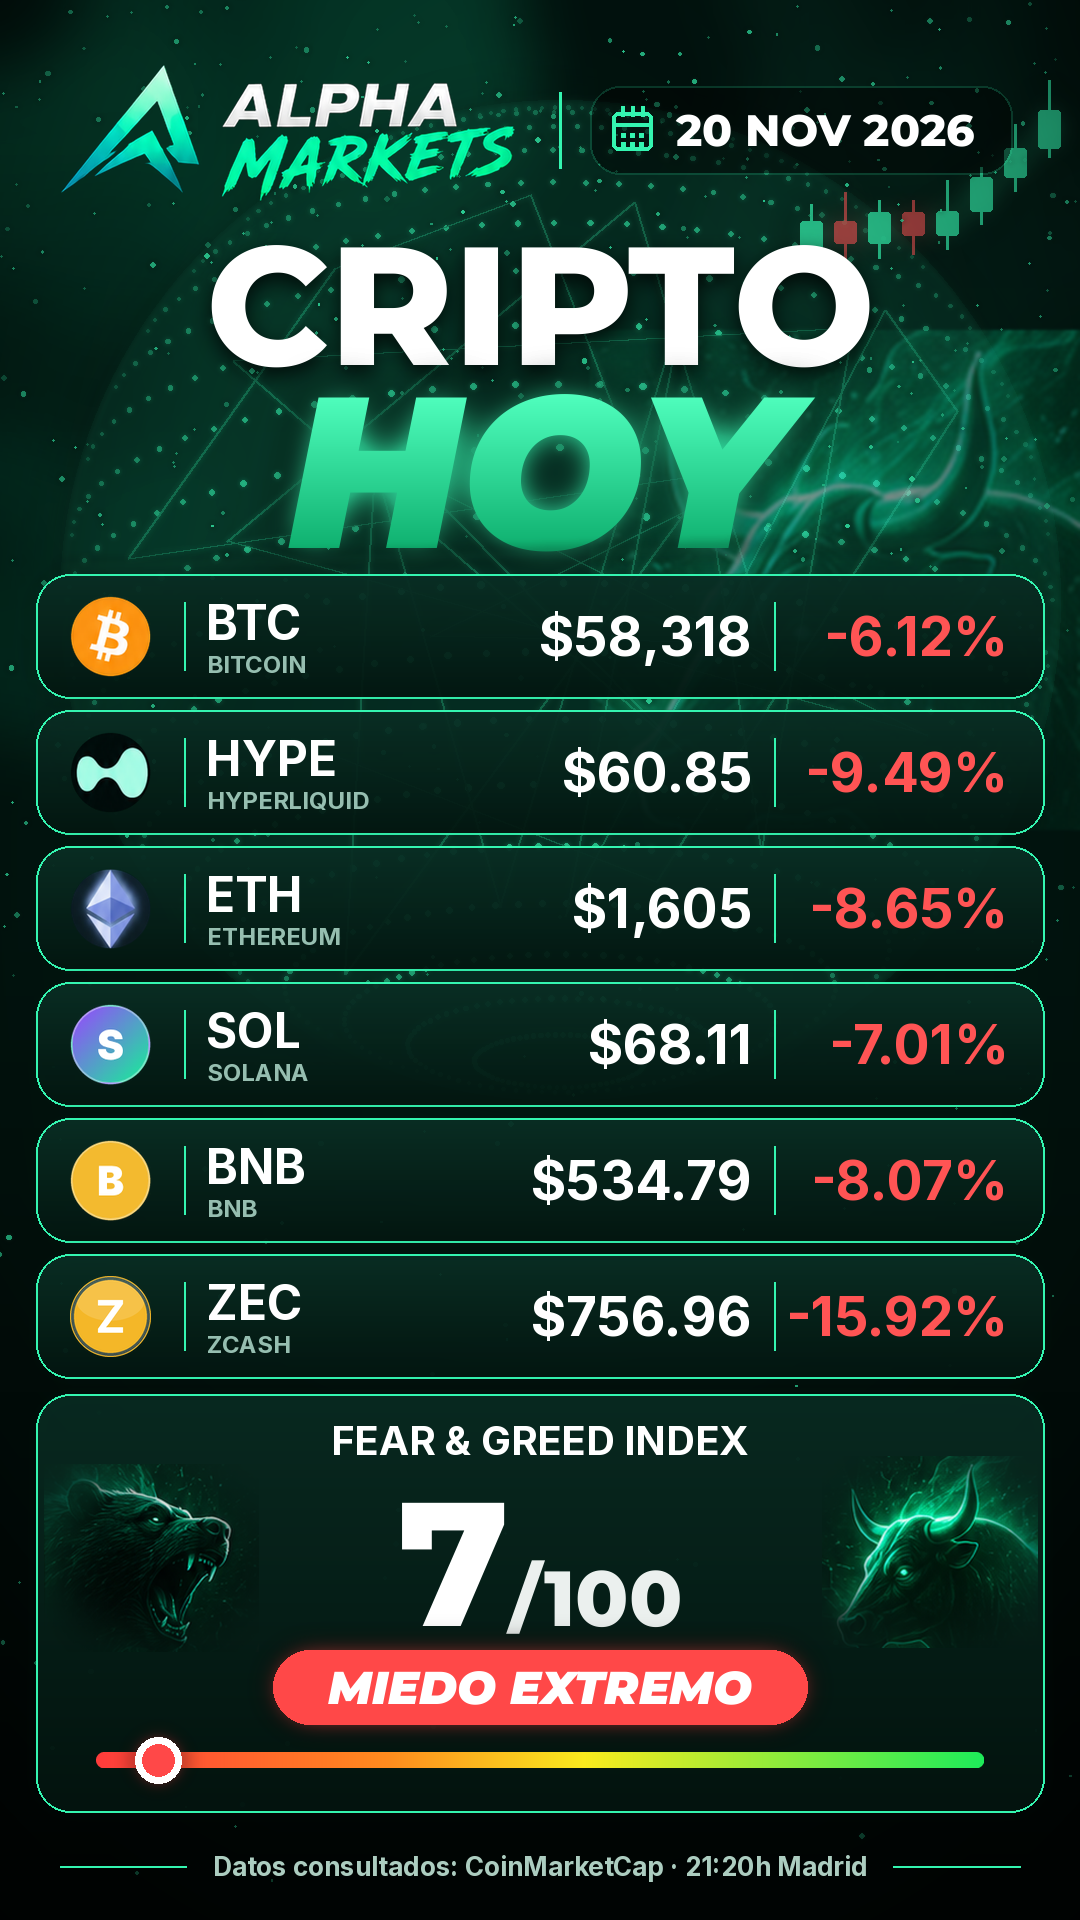 ALPHA
MARKETS
20 NOV 2026
CRIPTO
HOY
BTC
BITCOIN
$58,318
-6.12%
HYPE
HYPERLIQUID
$60.85
-9.49%
ETH
ETHEREUM
$1,605
-8.65%
S
SOL
SOLANA
$68.11
-7.01%
B
BNB
BNB
$534.79
-8.07%
Z
ZEC
ZCASH
$756.96
-15.92%
FEAR & GREED INDEX
7/100
MIEDO EXTREMO
Datos consultados: CoinMarketCap · 21:20h Madrid